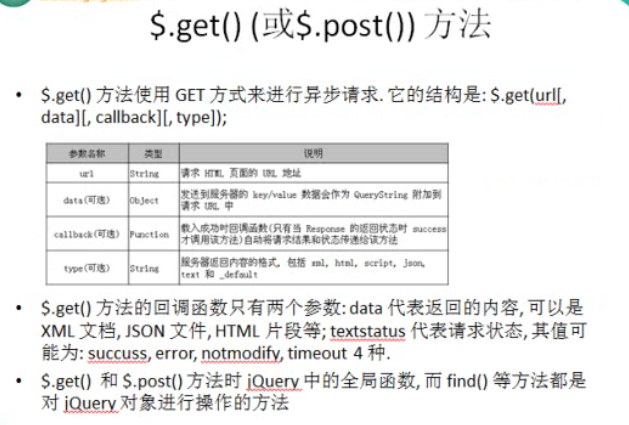 $.get() (或$.post()) 方法
• $.get() 方法使用 GET 方式来进行异步请求. 它的结构是: $.get(url[,
data][, callback][, type]);
参数名称 类型 说明
url String 请求 HTML 页面的 URL 地址
data(可选) Object 发送到服务器的 key/value 数据会作为 QueryString 附加到
请求 URL 中
callback(可选) Function 载入成功时回调函数(只有当 Response 的返回状态时 success
才调用该方法)自动将请求结果和状态传递给该方法
type(可选) String 服务器返回内容的格式, 包括 xml, html, script, json,
text 和 _default
• $.get() 方法的回调函数只有两个参数: data 代表返回的内容, 可以是
XML 文档, JSON 文件, HTML 片段等; textstatus 代表请求状态, 其值可
能为: succuss, error, notmodify, timeout 4 种.
• $.get() 和 $.post() 方法时 jQuery 中的全局函数, 而 find() 等方法都是
对 jQuery 对象进行操作的方法